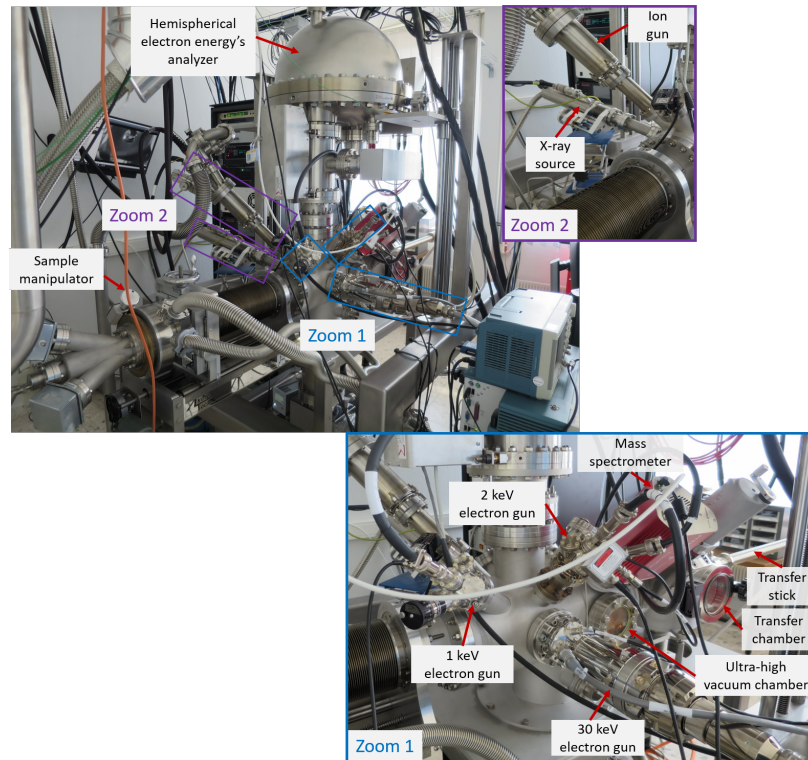 Hemispherical
electron energy's
analyzer
Zoom 2
Sample
manipulator
Zoom 1
Ion
gun
X-ray
source
Zoom 2
Mass
spectrometer
2 keV
electron gun
Transfer
stick
Transfer
chamber
1 keV
electron gun
Ultra-high
vacuum chamber
30 keV
electron gun
Zoom 1